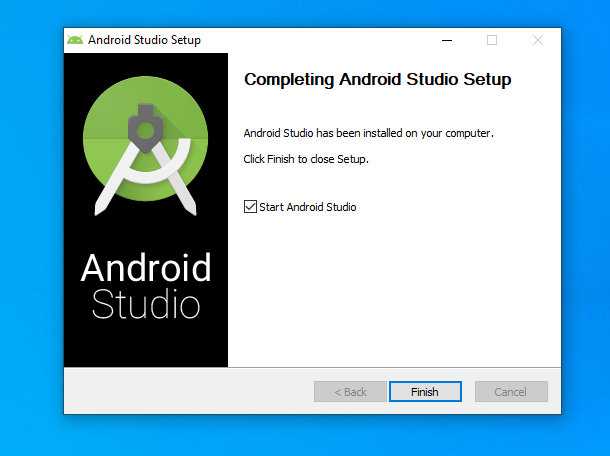 Android Studio Setup
Completing Android Studio Setup
Android Studio has been installed on your computer.
Click Finish to close Setup.
Start Android Studio
Android
Studio
< Back
Finish
Cancel